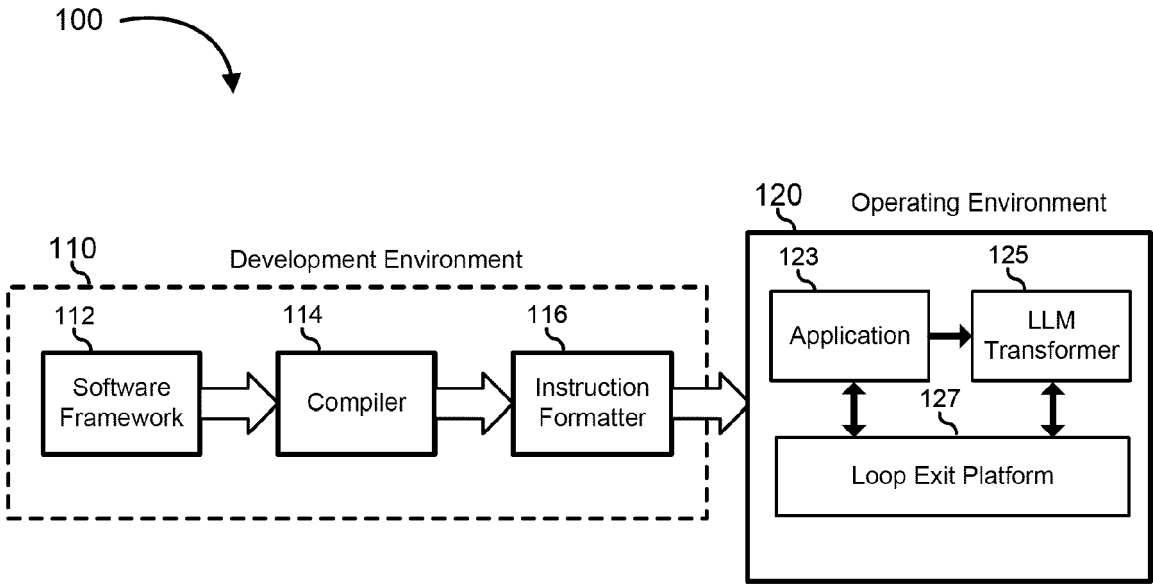 100
120
Operating Environment
110
Development Environment
123
125
112
114
116
Application
LLM
Transformer
Software
Framework
Compiler
Instruction
Formatter
127
Loop Exit Platform